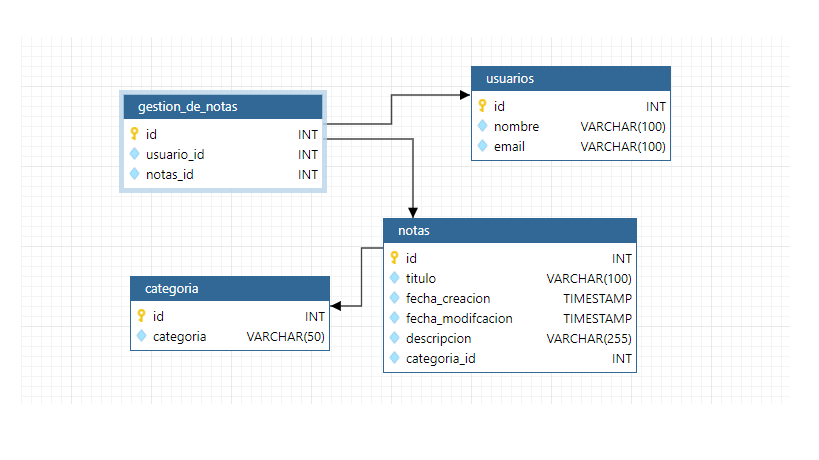 gestion_de_notas
id INT
usuario_id INT
notas_id INT
usuarios
id INT
nombre VARCHAR(100)
email VARCHAR(100)
notas
id INT
titulo VARCHAR(100)
fecha_creacion TIMESTAMP
fecha_modifcacion TIMESTAMP
descripcion VARCHAR(255)
categoria_id INT
categoria
id INT
categoria VARCHAR(50)